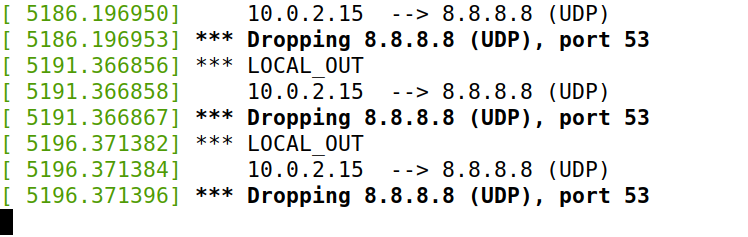 [ 5186.196950]     10.0.2.15  --> 8.8.8.8 (UDP)
[ 5186.196953] *** Dropping 8.8.8.8 (UDP), port 53
[ 5191.366856] *** LOCAL_OUT
[ 5191.366858]     10.0.2.15  --> 8.8.8.8 (UDP)
[ 5191.366867] *** Dropping 8.8.8.8 (UDP), port 53
[ 5196.371382] *** LOCAL_OUT
[ 5196.371384]     10.0.2.15  --> 8.8.8.8 (UDP)
[ 5196.371396] *** Dropping 8.8.8.8 (UDP), port 53